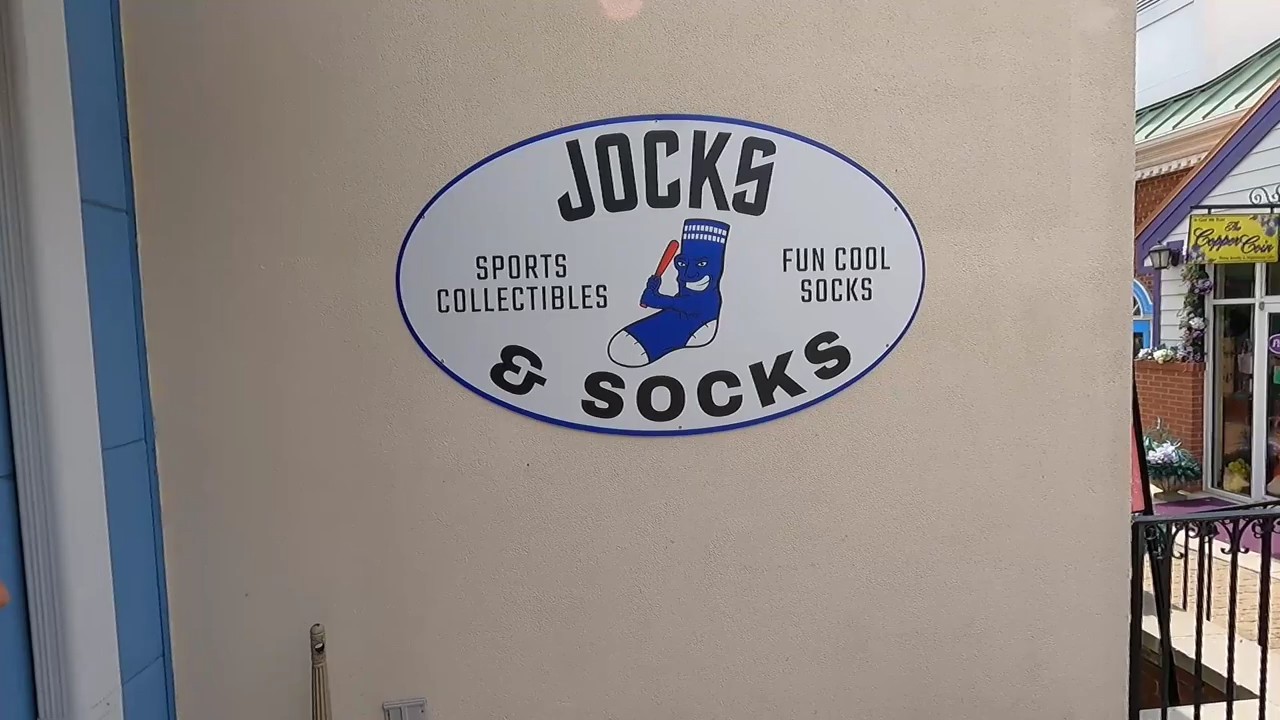 JOCKS
SPORTS
COLLECTIBLES
FUN COOL
SOCKS
& SOCKS
The
Copper Coin